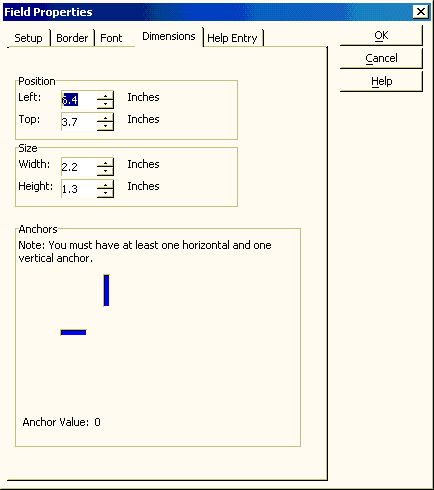 Field Properties
Setup Border Font Dimensions Help Entry
OK
Cancel
Help
Position
Left: 6.4 Inches
Top: 3.7 Inches
Size
Width: 2.2 Inches
Height: 1.3 Inches
Anchors
Note: You must have at least one horizontal and one
vertical anchor.
Anchor Value: 0